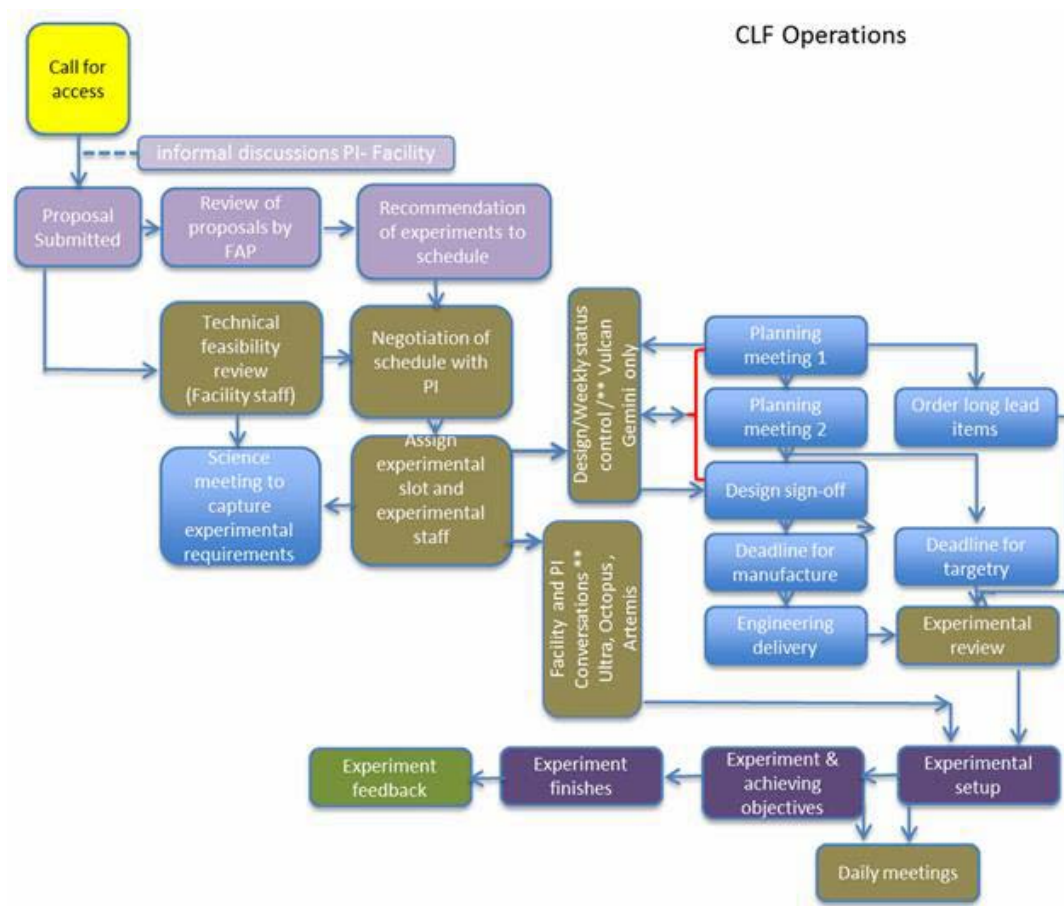 CLF Operations
Call for
access
informal discussions PI- Facility
Proposal
Submitted
Review of
proposals by
FAP
Recommendation
of experiments to
schedule
Technical
feasibility
review
(Facility staff)
Negotiation of
schedule with
PI
Science
meeting to
capture
experimental
requirements
Assign
experimental
slot and
experimental
staff
Design/Weekly status
control /** Vulcan
Gemini only
Facility and PI
Conversations **
Ultra, Octopus ,
Artemis
Planning
meeting 1
Planning
meeting 2
Order long lead
items
Design sign-off
Deadline for
manufacture
Deadline for
targetry
Engineering
delivery
Experimental
review
Experiment
feedback
Experiment
finishes
Experiment &
achieving
objectives
Experimental
setup
Daily meetings